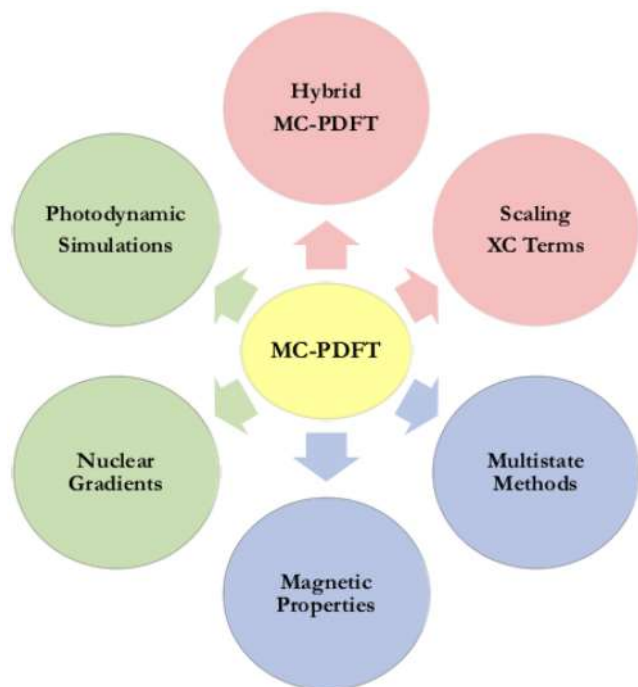 Hybrid
MC-PDFT
Photodynamic
Simulations
Scaling
XC Terms
MC-PDFT
Nuclear
Gradients
Multistate
Methods
Magnetic
Properties